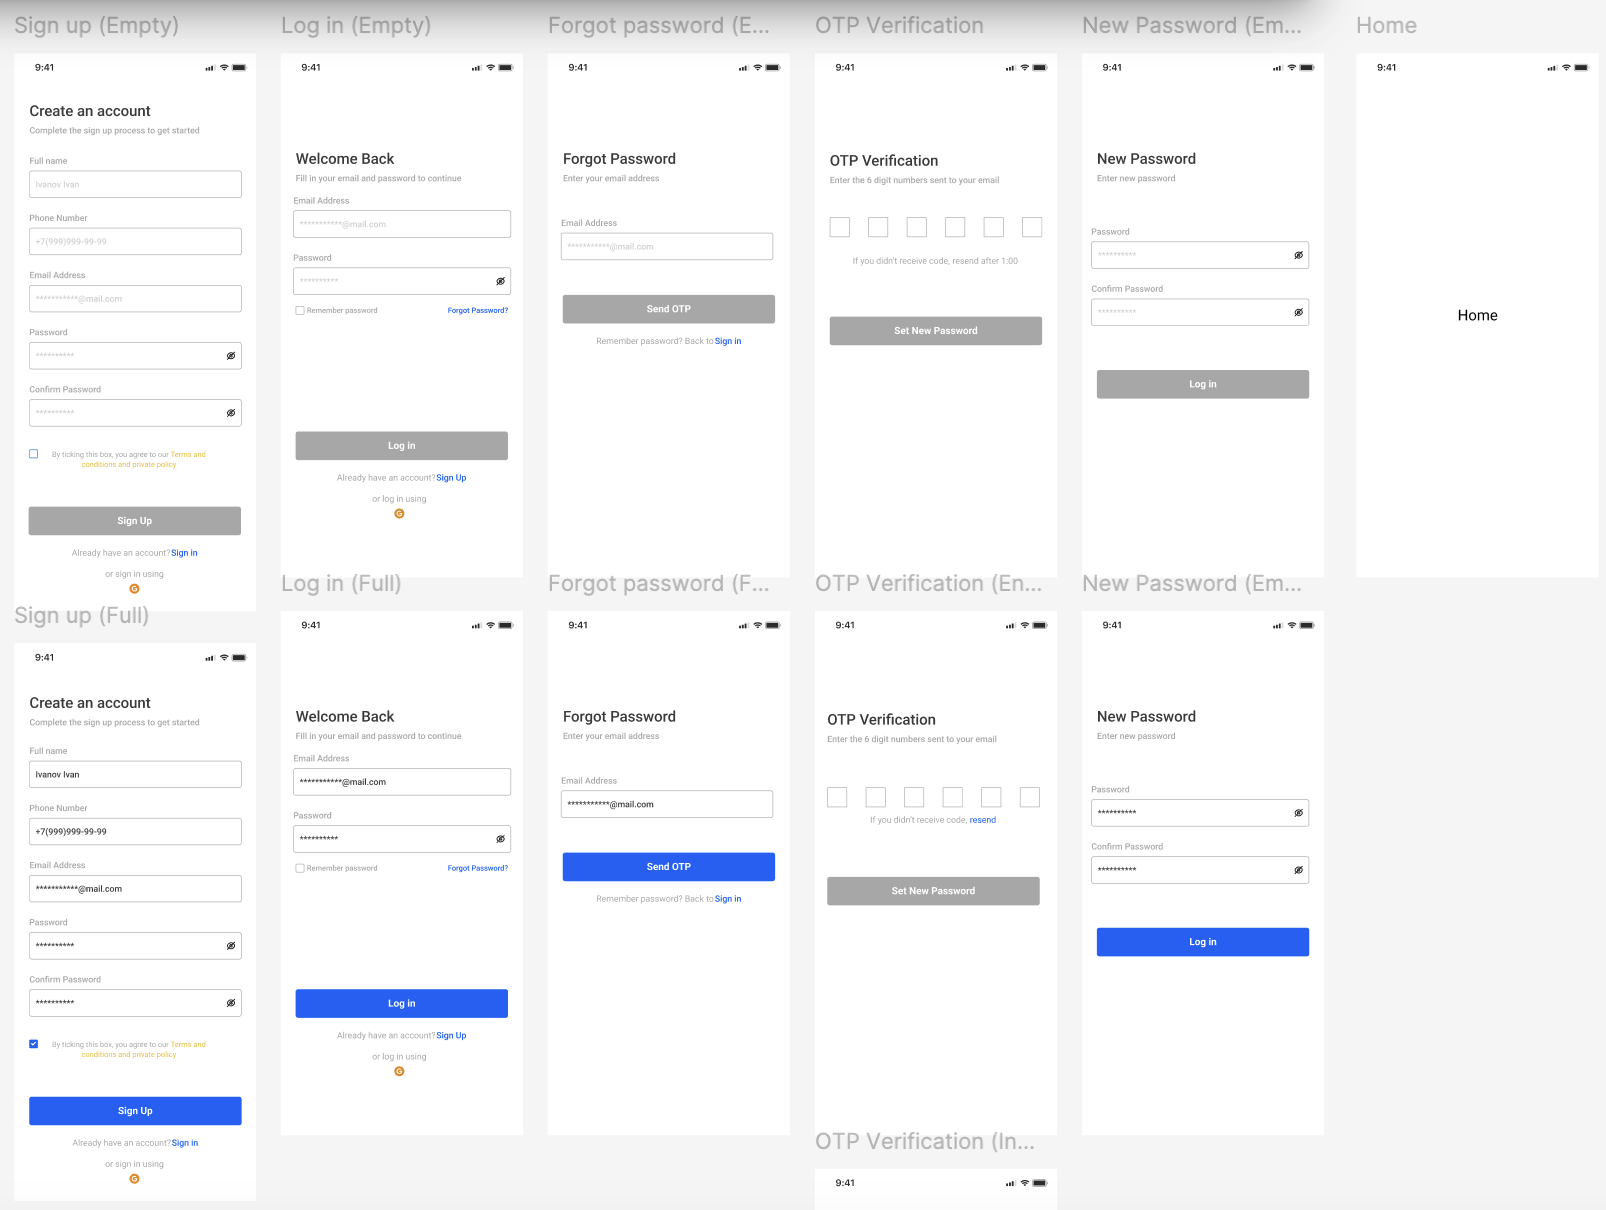 Sign up (Empty)
9:41
Create an account
Complete the sign up process to get started
Full name
Ivanov Ivan
Phone Number
+7(999)999-99-99
Email Address
***********@mail.com
Password
**********
Confirm Password
**********
By ticking this box, you agree to our Terms and
conditions and private policy
Sign Up
Already have an account? Sign in
or sign in using
G
Log in (Empty)
9:41
Welcome Back
Fill in your email and password to continue
Email Address
***********@mail.com
Password
**********
Remember password
Forgot Password?
Log in
Already have an account? Sign Up
or log in using
G
Forgot password (E...
9:41
Forgot Password
Enter your email address
Email Address
***********@mail.com
Send OTP
Remember password? Back to Sign in
OTP Verification
9:41
OTP Verification
Enter the 6 digit numbers sent to your email
If you didn't receive code, resend after 1:00
Set New Password
New Password (Em...
9:41
New Password
Enter new password
Password
**********
Confirm Password
**********
Log in
Home
9:41
Home
Sign up (Full)
9:41
Create an account
Complete the sign up process to get started
Full name
Ivanov Ivan
Phone Number
+7(999)999-99-99
Email Address
***********@mail.com
Password
**********
Confirm Password
**********
By ticking this box, you agree to our Terms and
conditions and private policy
Sign Up
Already have an account? Sign in
or sign in using
G
Log in (Full)
9:41
Welcome Back
Fill in your email and password to continue
Email Address
***********@mail.com
Password
**********
Remember password
Forgot Password?
Log in
Already have an account? Sign Up
or log in using
G
Forgot password (F...
9:41
Forgot Password
Enter your email address
Email Address
***********@mail.com
Send OTP
Remember password? Back to Sign in
OTP Verification (En...
9:41
OTP Verification
Enter the 6 digit numbers sent to your email
If you didn't receive code, resend
Set New Password
New Password (Em...
9:41
New Password
Enter new password
Password
**********
Confirm Password
**********
Log in
OTP Verification (In...
9:41